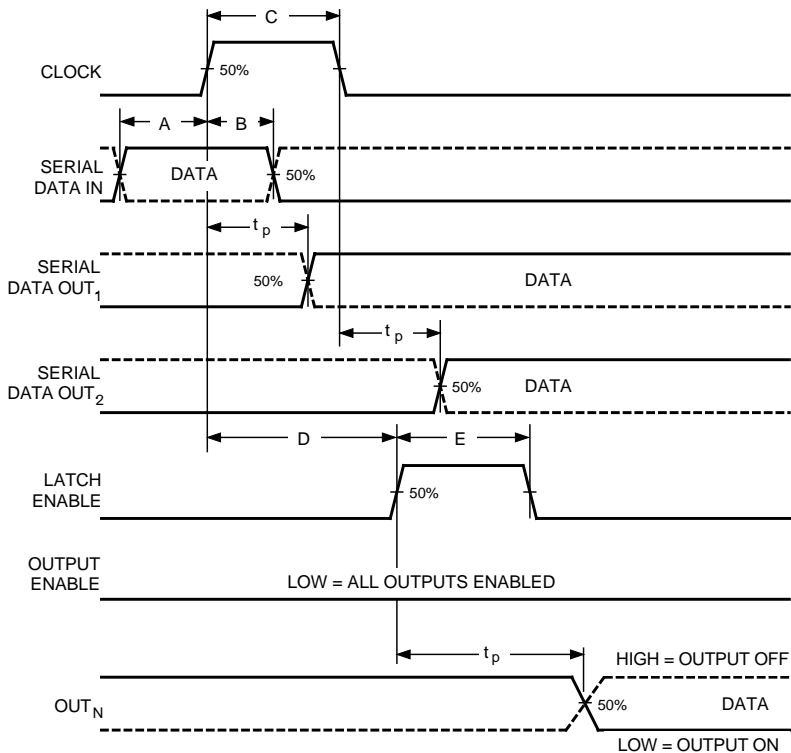 C
CLOCK
50%
A
B
SERIAL
DATA IN
DATA
50%
t p
SERIAL
DATA OUT1
50%
DATA
t p
SERIAL
DATA OUT2
50%
DATA
D
E
LATCH
ENABLE
50%
OUTPUT
ENABLE
LOW = ALL OUTPUTS ENABLED
t p
HIGH = OUTPUT OFF
OUTN
50%
DATA
LOW = OUTPUT ON